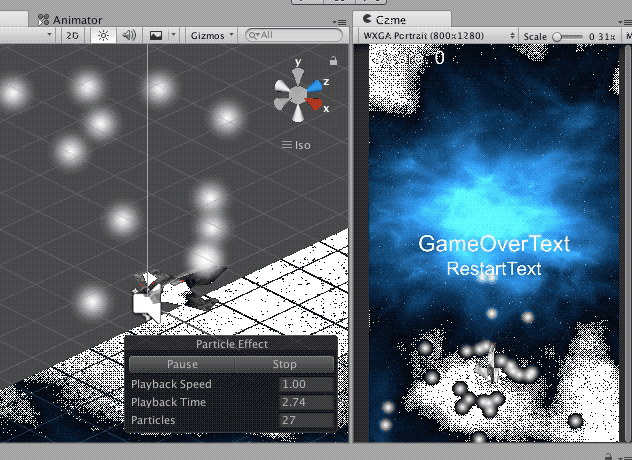 Animator
2D
Gizmos
All
y
z
x
Iso
Particle Effect
Pause Stop
Playback Speed 1.00
Playback Time 2.74
Particles 27
Game
WXGA Portrait (800x1280) Scale 0.31x M
0
GameOverText
RestartText